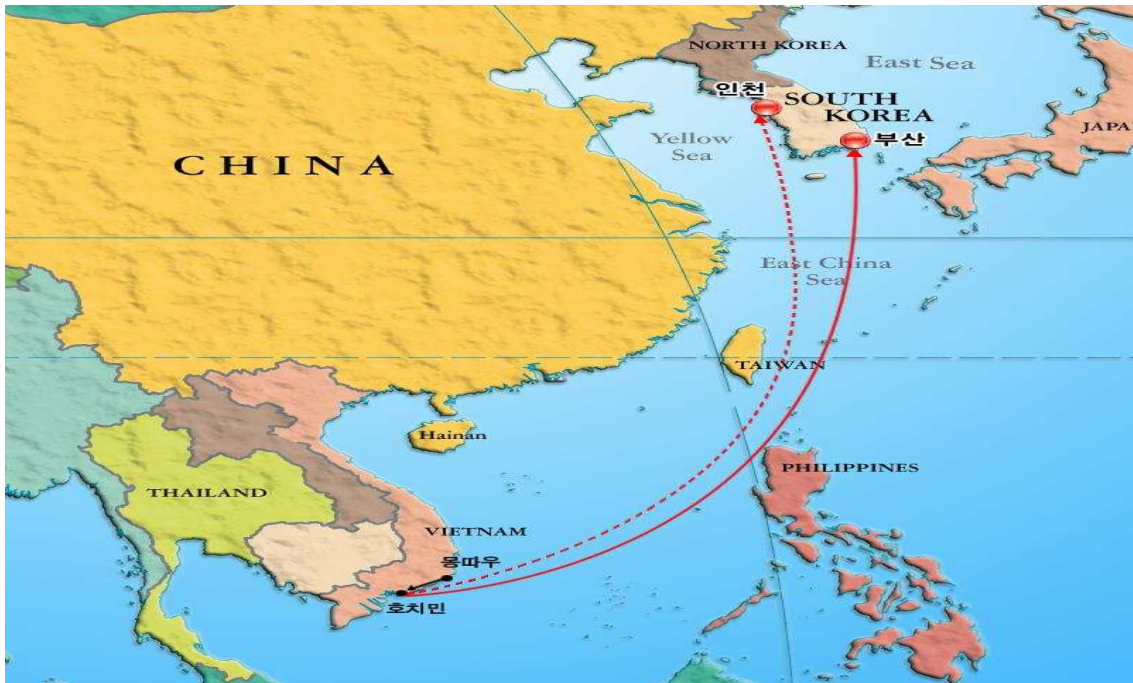 NORTH KOREA
East Sea
인천
SOUTH
KOREA
JAPA
부산
Yellow
Sea
CHINA
East China
Sea
TAIWAN
Hainan
PHILIPPINES
THAILAND
VIETNAM
몽따우
호치민